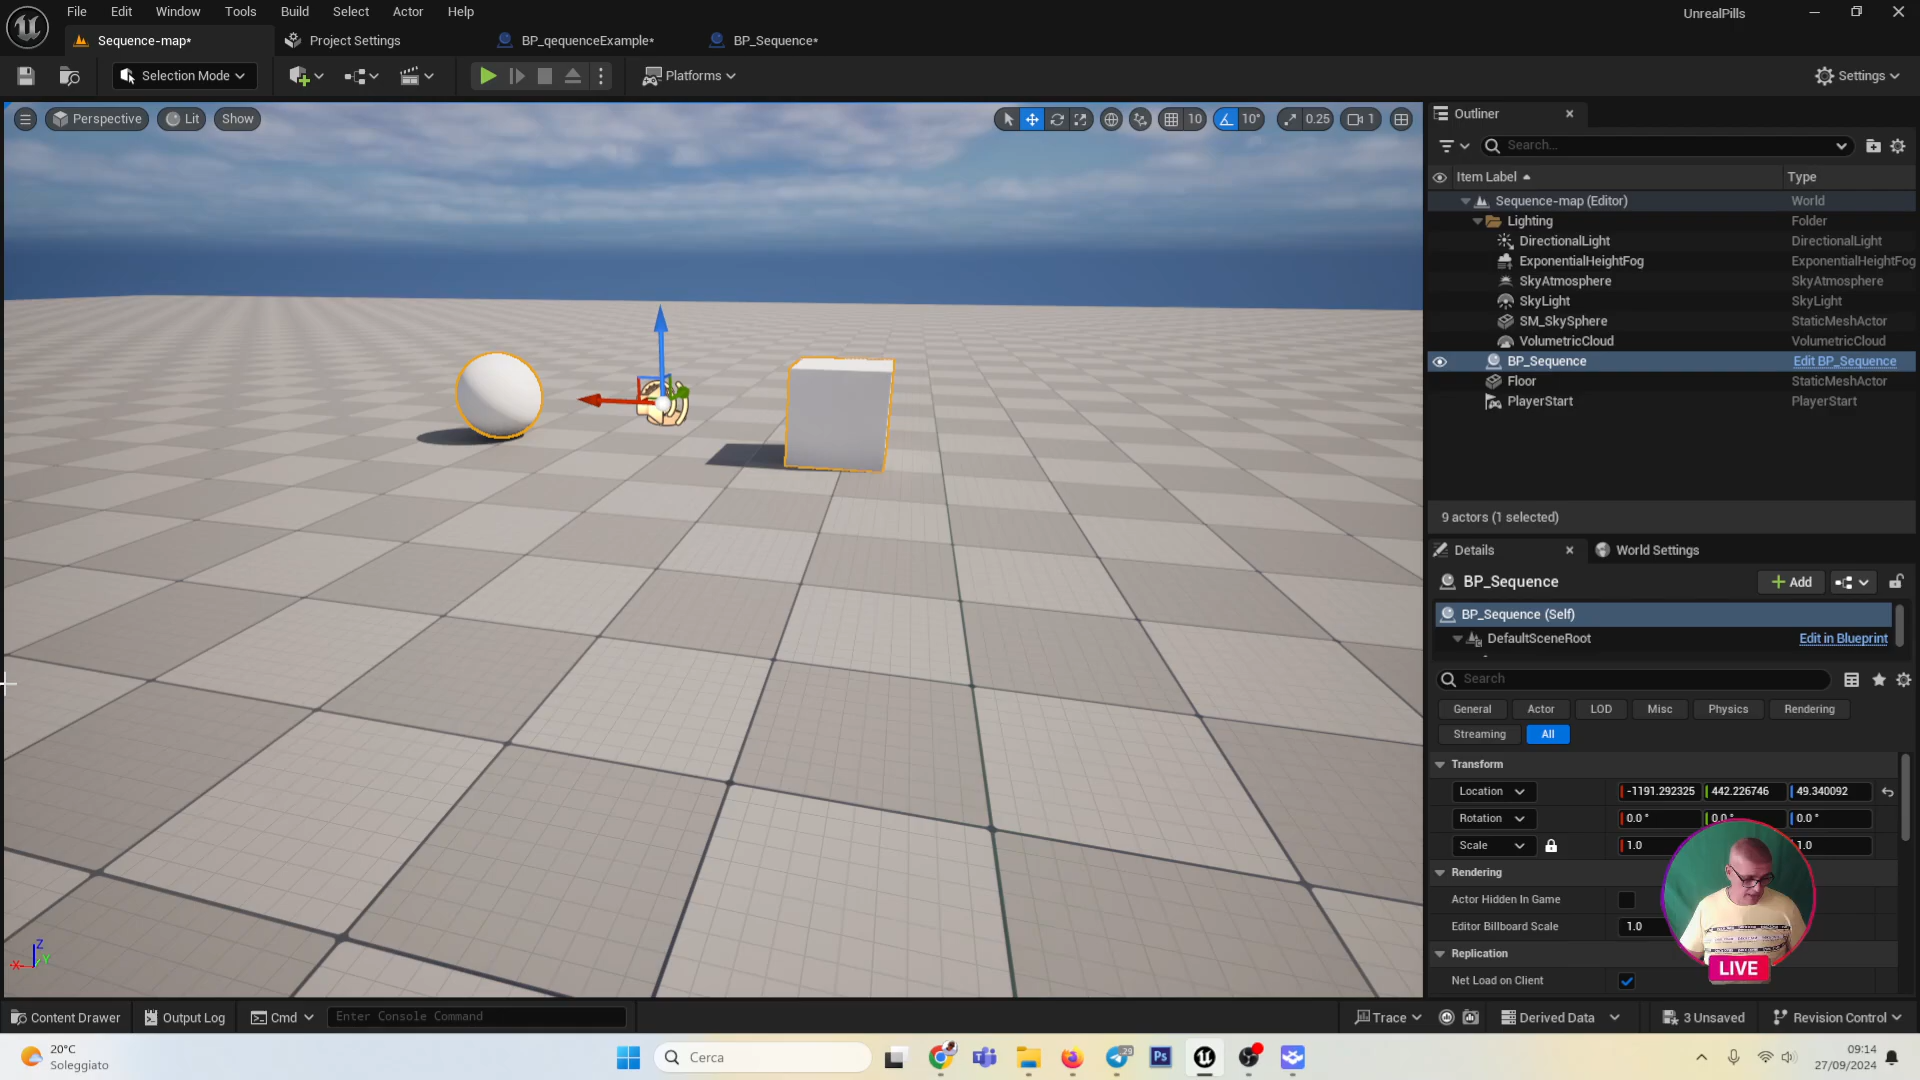 File Edit Window Tools Build Select Actor Help
UnrealPills
Sequence-map*
Project Settings
BP_qequenceExample*
BP_Sequence*
Selection Mode
Platforms
Settings
Perspective
Lit
Show
10
10°
0.25
1
Outliner
Search...
Item Label
Type
Sequence-map (Editor) World
Lighting Folder
DirectionalLight DirectionalLight
ExponentialHeightFog ExponentialHeightFog
SkyAtmosphere SkyAtmosphere
SkyLight SkyLight
SM_SkySphere StaticMeshActor
VolumetricCloud VolumetricCloud
BP_Sequence Edit BP_Sequence
Floor StaticMeshActor
PlayerStart PlayerStart
9 actors (1 selected)
Details
World Settings
BP_Sequence
Add
BP_Sequence (Self)
DefaultSceneRoot Edit in Blueprint
Search
General Actor LOD Misc Physics Rendering
Streaming All
Transform
Location -1191.292325 442.226746 49.340092
Rotation 0.0 ° 0.0 ° 0.0 °
Scale 1.0 1.0
Rendering
Actor Hidden In Game
Editor Billboard Scale 1.0
Replication
Net Load on Client
LIVE
Z
X
Y
Content Drawer
Output Log
Cmd
Enter Console Command
Trace
Derived Data
3 Unsaved
Revision Control
20°C
Soleggiato
Cerca
29
Ps
09:14
27/09/2024